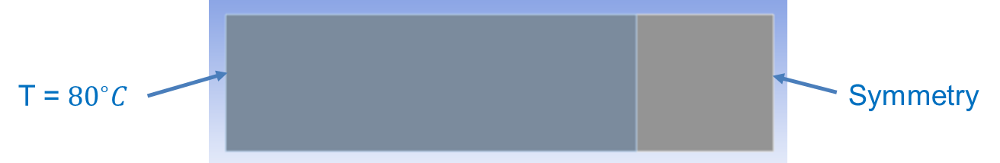 T = 80°C
Symmetry